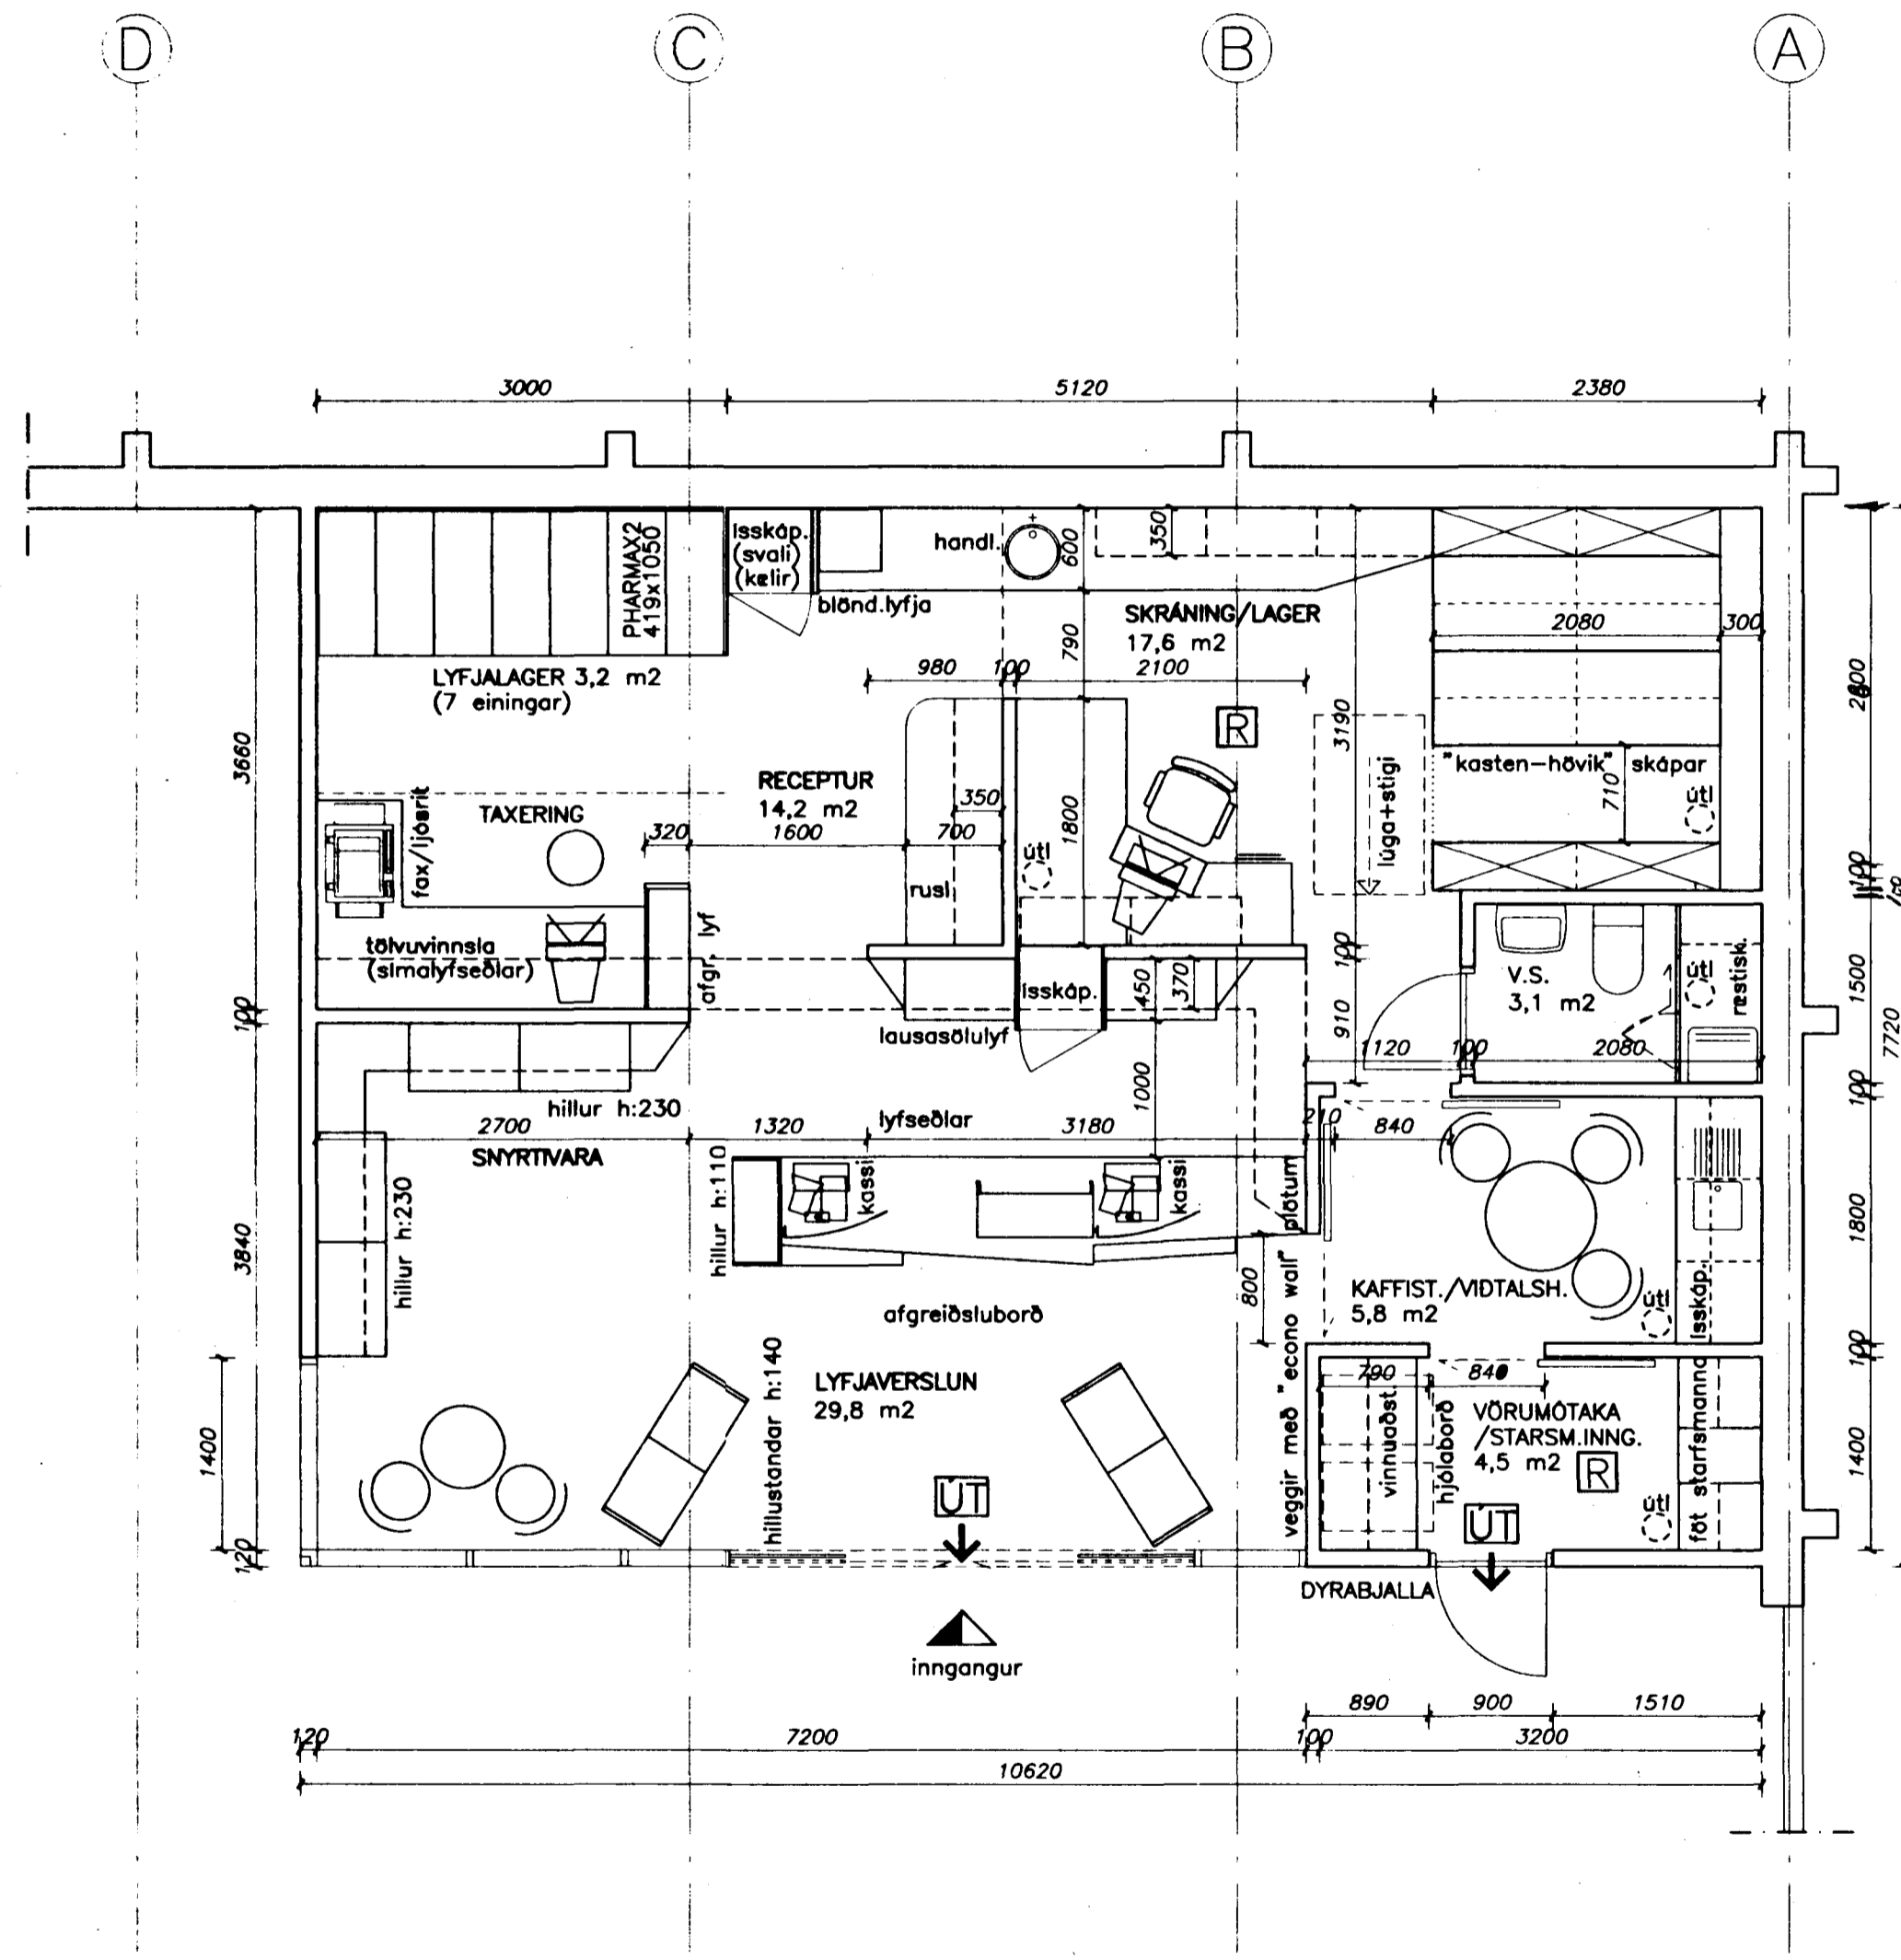 D
C
B
A
3000
5120
2380
PHARMAX2
419x1050
ísskáp.
(svali)
(kælir)
handl.
600
350
blönd.lyfja
SKRÁNING/LAGER
17,6 m2
2080
300
790
LYFJALAGER 3,2 m2
(7 einingar)
980
100
2100
R
3190
3660
RECEPTUR
14,2 m2
"kasten-hövik"
skápar
710
útl
lúga+stigi
TAXERING
fax/ljósrit
320
1600
350
700
1800
útl
rusl
100
tölvuvinnsla
(símalyfseðlar)
afgr. lyf
ísskáp.
450
370
100
910
V.S.
3,1 m2
útl
ræstisk.
1500
7720
100
lausasölulyf
1120
100
2080
1000
100
hillur h:230
lyfseðlar
2700
1320
3180
210
840
SNYRTIVARA
hillur h:230
hillur h:110
kassi
kassi
veggir með "econo wall" plötum
3840
800
1800
KAFFIST./VIÐTALSH.
5,8 m2
útl
ísskáp.
afgreiðsluborð
100
hillustandar h:140
LYFJAVERSLUN
29,8 m2
790
840
vinnuaðst.
hjólaborð
VÖRUMÓTAKA
/STARSM.INNG.
4,5 m2
R
útl
föt starfsmanna
1400
1400
ÚT
ÚT
120
DYRABJALLA
inngangur
890
900
1510
120
7200
100
3200
10620